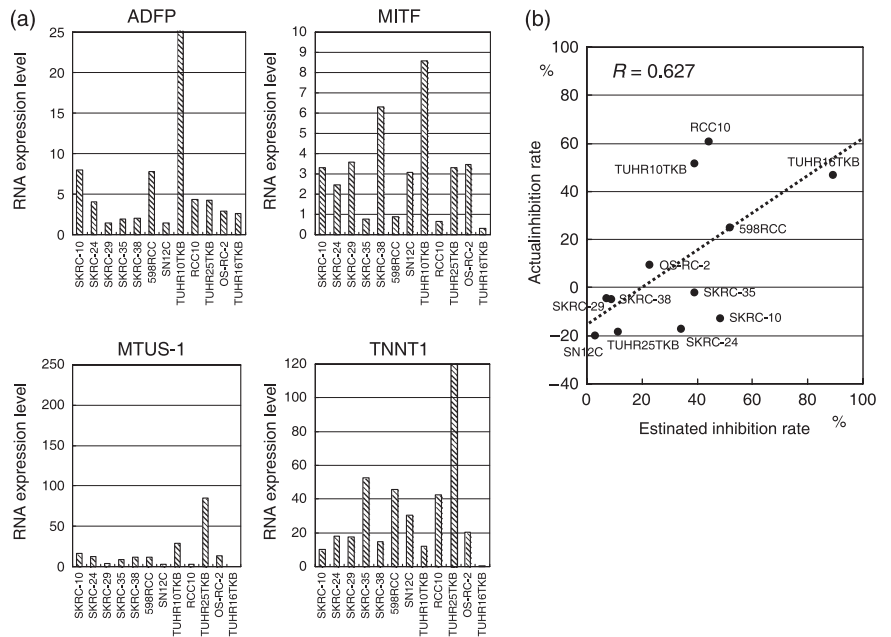 (a)
ADFP
RNA expression level
25
20
15
10
5
0
SKRC-10
SKRC-24
SKRC-29
SKRC-35
SKRC-38
598RCC
SN12C
TUHR10TKB
RCC10
TUHR25TKB
OS-RC-2
TUHR16TKB
MITF
RNA expression level
10
9
8
7
6
5
4
3
2
1
0
SKRC-10
SKRC-24
SKRC-29
SKRC-35
SKRC-38
598RCC
SN12C
TUHR10TKB
RCC10
TUHR25TKB
OS-RC-2
TUHR16TKB
MTUS-1
RNA expression level
250
200
150
100
50
0
SKRC-10
SKRC-24
SKRC-29
SKRC-35
SKRC-38
598RCC
SN12C
TUHR10TKB
RCC10
TUHR25TKB
OS-RC-2
TUHR16TKB
TNNT1
RNA expression level
120
100
80
60
40
20
0
SKRC-10
SKRC-24
SKRC-29
SKRC-35
SKRC-38
598RCC
SN12C
TUHR10TKB
RCC10
TUHR25TKB
OS-RC-2
TUHR16TKB
(b)
100
%
80
60
40
20
0
−20
−40
Actualinhibition rate
R = 0.627
RCC10
TUHR10TKB
TUHR16TKB
598RCC
OS-RC-2
SKRC-35
SKRC-29
SKRC-38
SKRC-10
SN12C
TUHR25TKB
SKRC-24
0 20 40 60 80 100
Estinated inhibition rate %